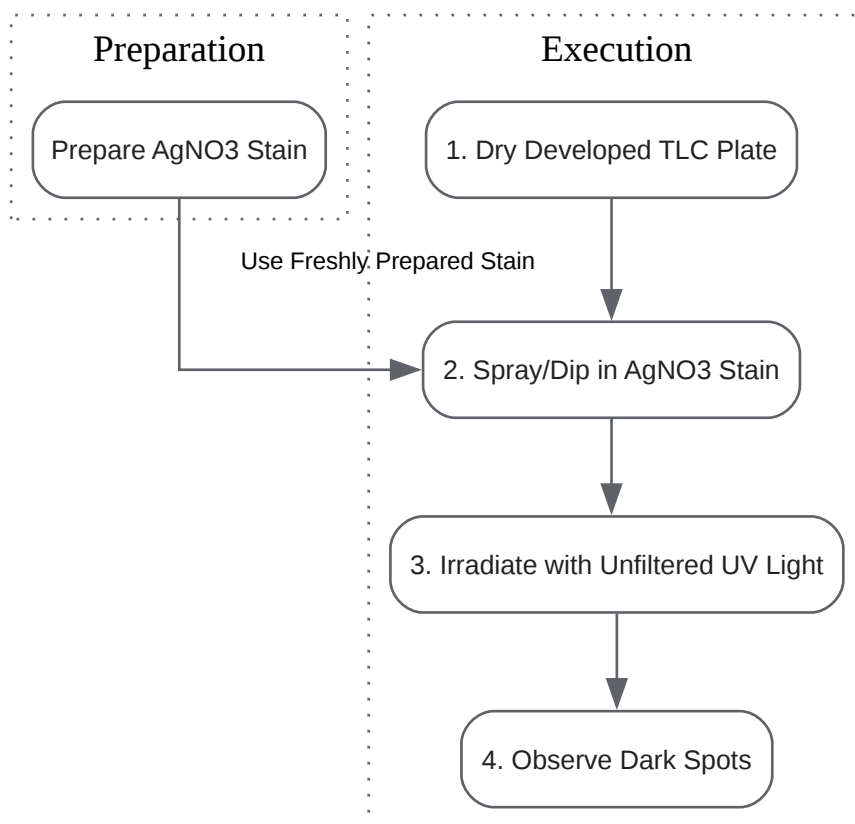 Preparation
Execution
Prepare AgNO3 Stain
1. Dry Developed TLC Plate
Use Freshly Prepared Stain
2. Spray/Dip in AgNO3 Stain
3. Irradiate with Unfiltered UV Light
4. Observe Dark Spots